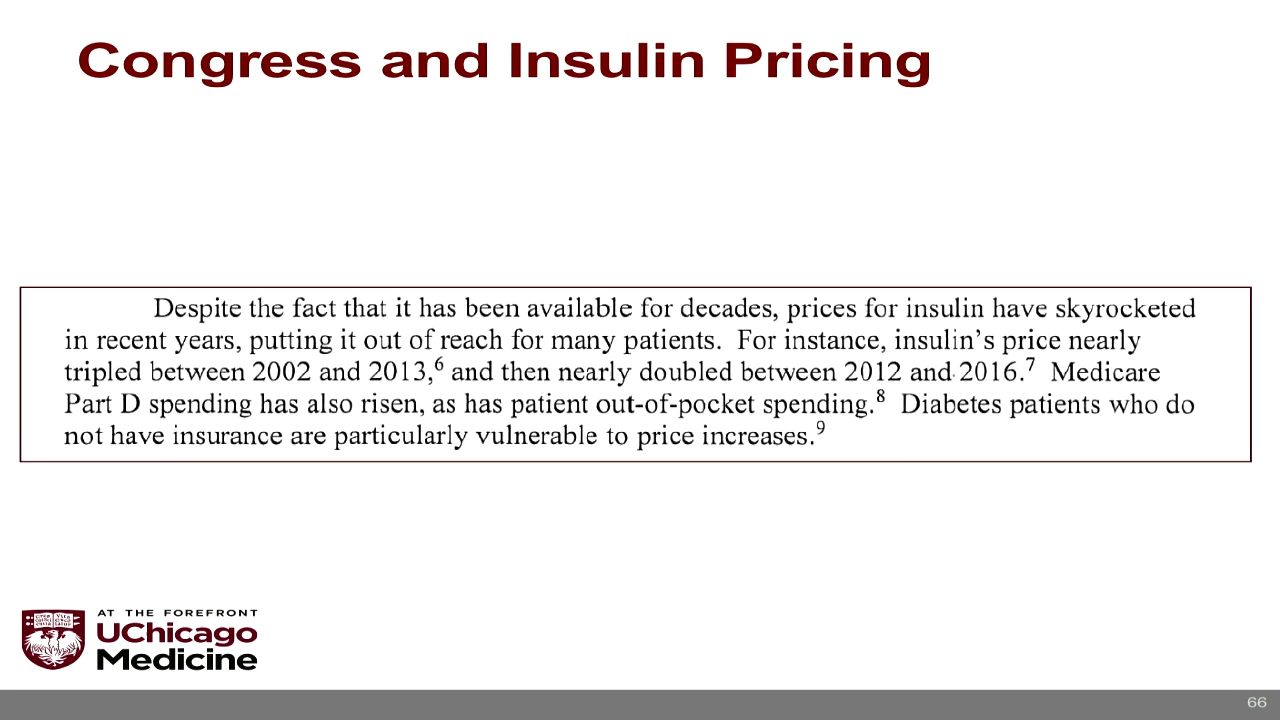 Congress and Insulin Pricing
Despite the fact that it has been available for decades, prices for insulin have skyrocketed
in recent years, putting it out of reach for many patients.  For instance, insulin’s price nearly
tripled between 2002 and 2013,⁶ and then nearly doubled between 2012 and 2016.⁷  Medicare
Part D spending has also risen, as has patient out-of-pocket spending.⁸  Diabetes patients who do
not have insurance are particularly vulnerable to price increases.⁹
AT THE FOREFRONT
UChicago
Medicine
66